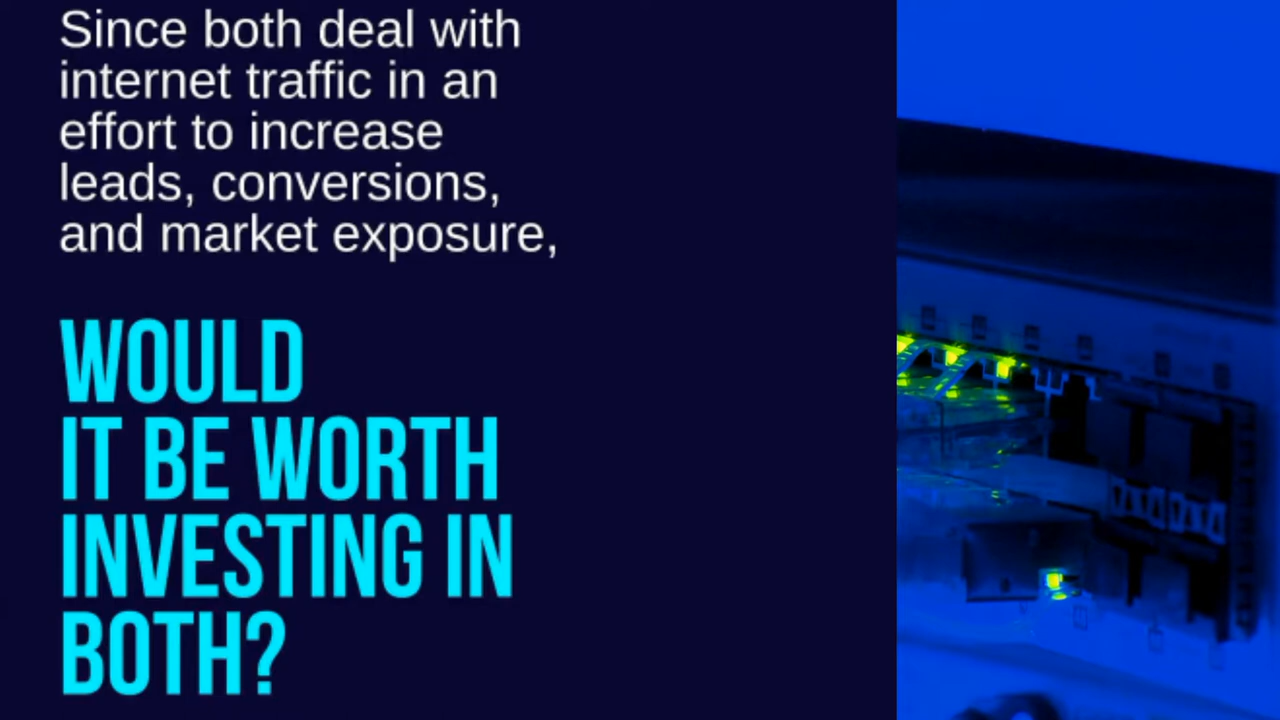 Since both deal with
internet traffic in an
effort to increase
leads, conversions,
and market exposure,
WOULD
IT BE WORTH
INVESTING IN
BOTH?